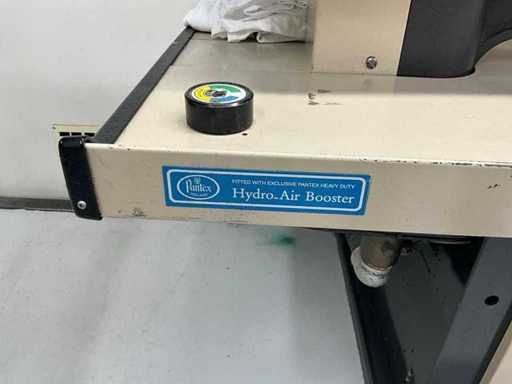 Pantex
FITTED WITH EXCLUSIVE PANTEX HEAVY DUTY
Hydro-Air Booster